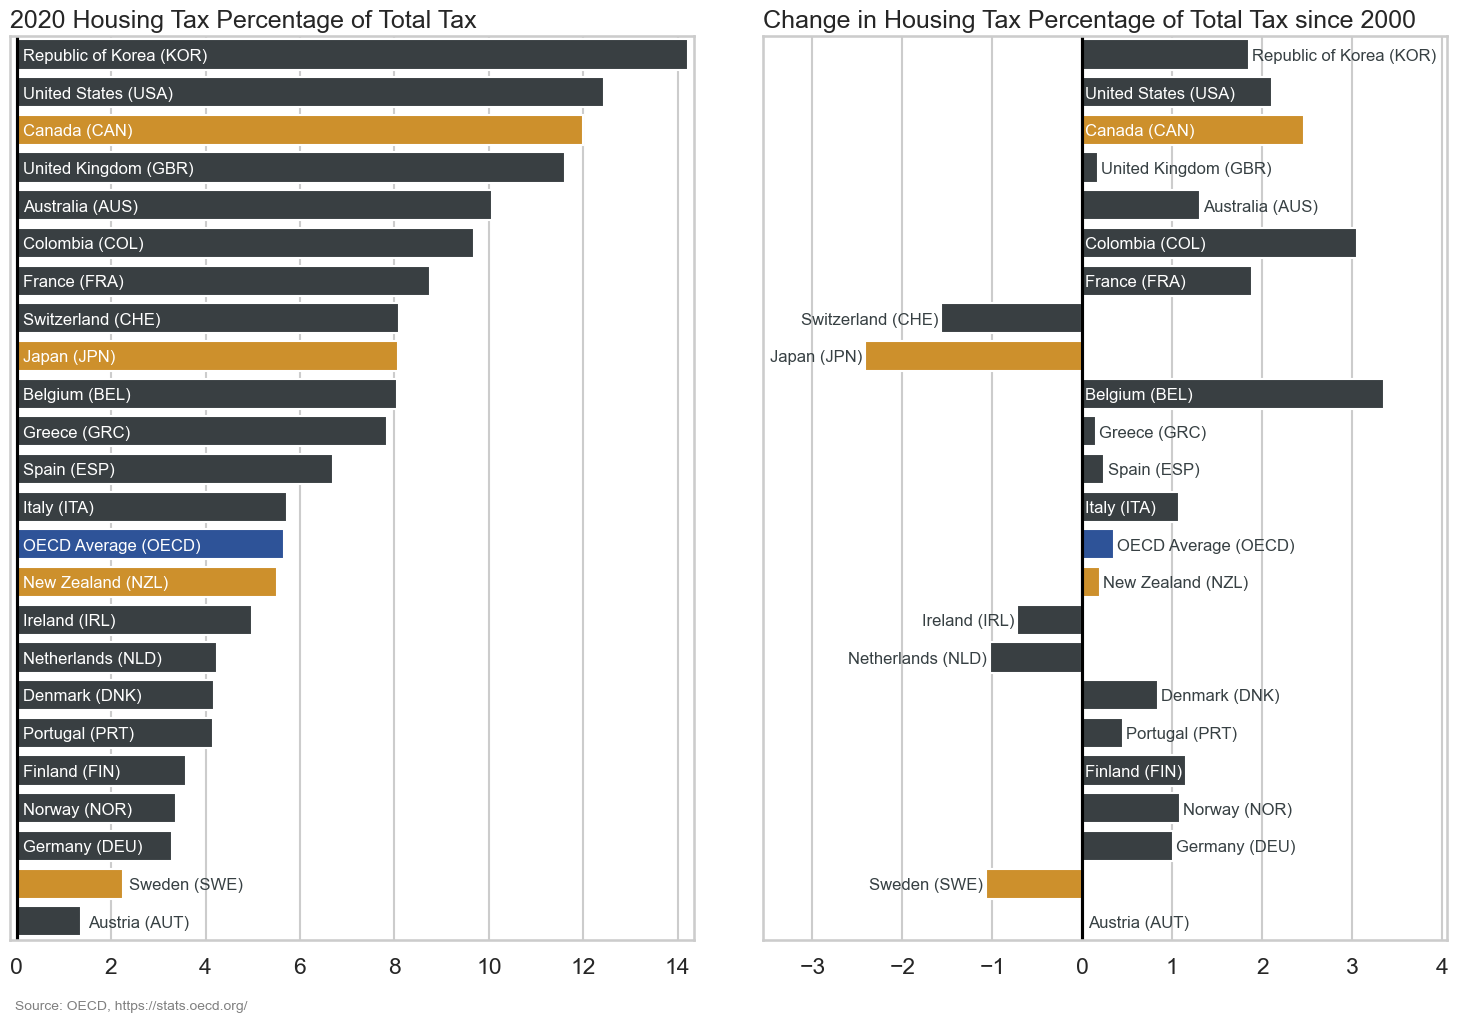 2020 Housing Tax Percentage of Total Tax
Republic of Korea (KOR)
United States (USA)
Canada (CAN)
United Kingdom (GBR)
Australia (AUS)
Colombia (COL)
France (FRA)
Switzerland (CHE)
Japan (JPN)
Belgium (BEL)
Greece (GRC)
Spain (ESP)
Italy (ITA)
OECD Average (OECD)
New Zealand (NZL)
Ireland (IRL)
Netherlands (NLD)
Denmark (DNK)
Portugal (PRT)
Finland (FIN)
Norway (NOR)
Germany (DEU)
Sweden (SWE)
Austria (AUT)
0 2 4 6 8 10 12 14
Change in Housing Tax Percentage of Total Tax since 2000
Republic of Korea (KOR)
United States (USA)
Canada (CAN)
United Kingdom (GBR)
Australia (AUS)
Colombia (COL)
France (FRA)
Switzerland (CHE)
Japan (JPN)
Belgium (BEL)
Greece (GRC)
Spain (ESP)
Italy (ITA)
OECD Average (OECD)
New Zealand (NZL)
Ireland (IRL)
Netherlands (NLD)
Denmark (DNK)
Portugal (PRT)
Finland (FIN)
Norway (NOR)
Germany (DEU)
Sweden (SWE)
Austria (AUT)
−3 −2 −1 0 1 2 3 4
Source: OECD, https://stats.oecd.org/